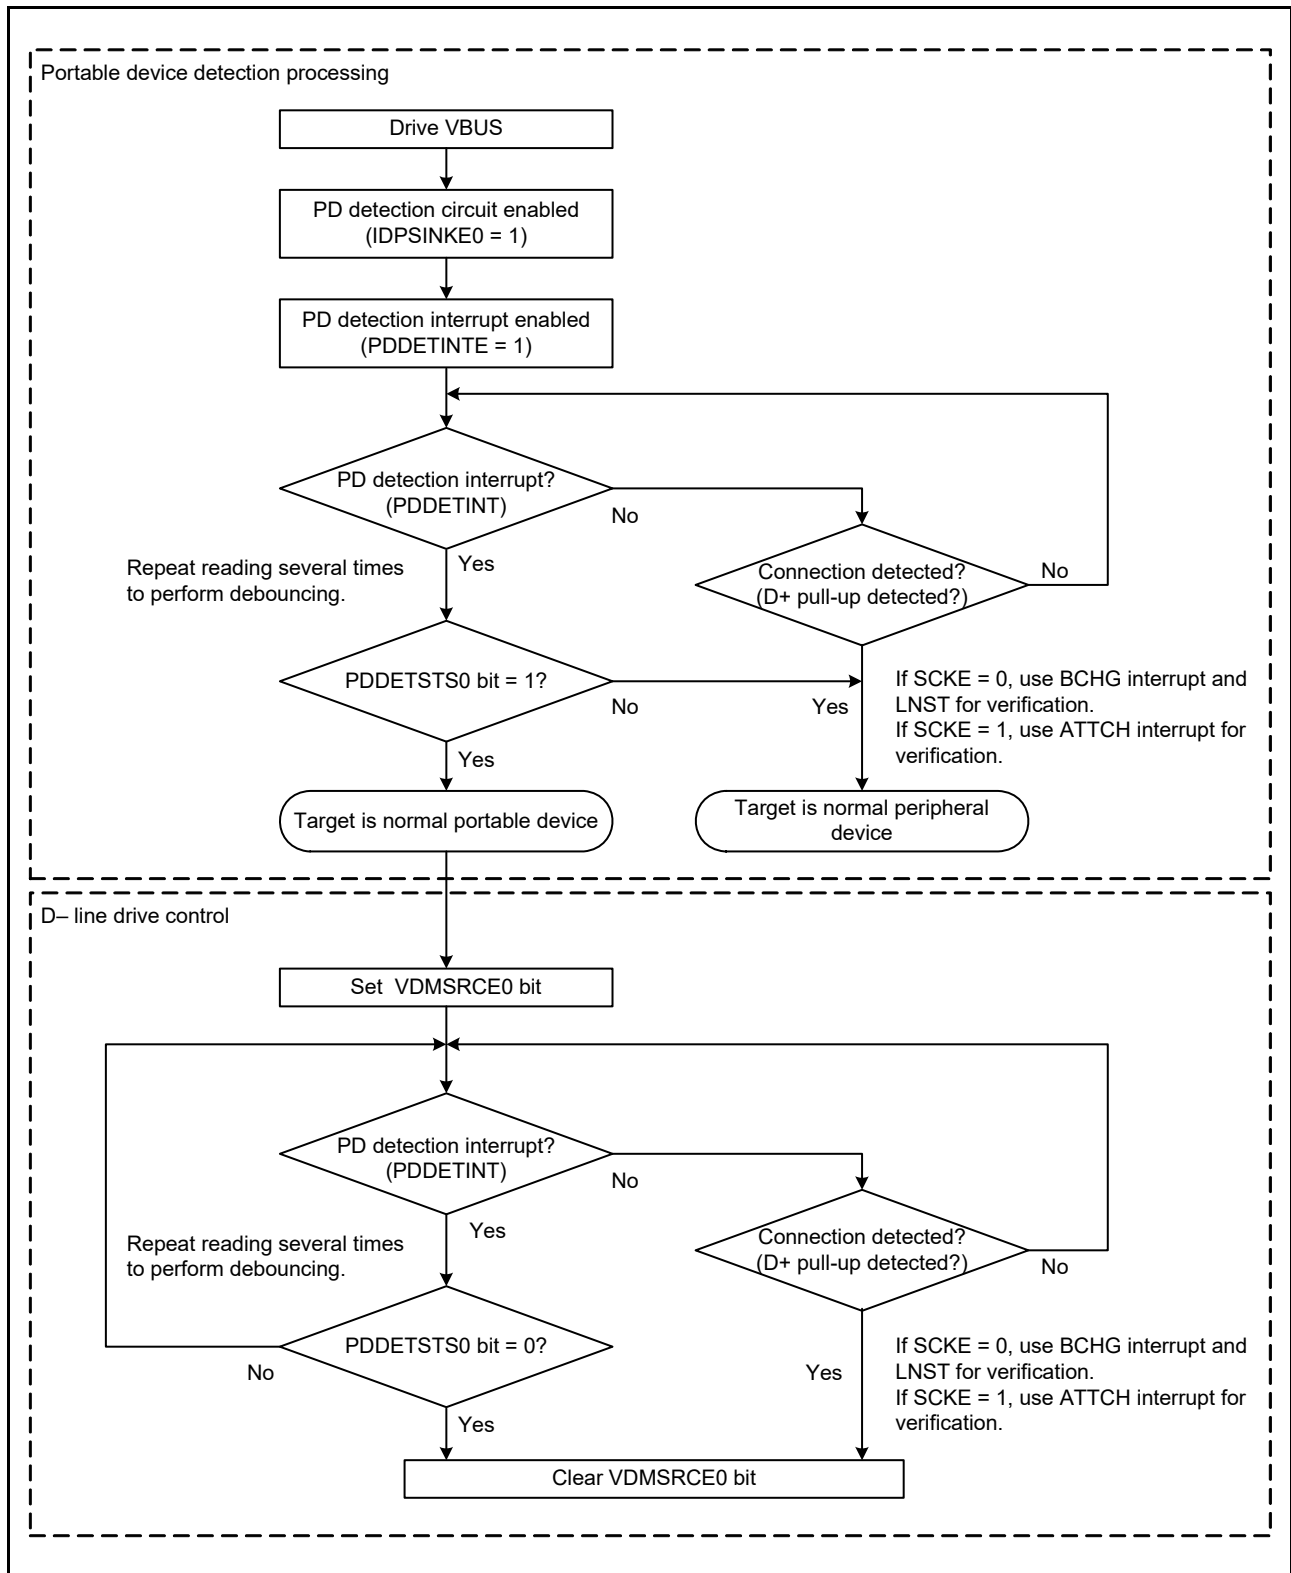 Portable device detection processing
Drive VBUS
PD detection circuit enabled
(IDPSINKE0 = 1)
PD detection interrupt enabled
(PDDETINTE = 1)
PD detection interrupt?
(PDDETINT)
No
Yes
Repeat reading several times
to perform debouncing.
Connection detected?
(D+ pull-up detected?)
No
PDDETSTS0 bit = 1?
No
Yes
Yes
If SCKE = 0, use BCHG interrupt and
LNST for verification.
If SCKE = 1, use ATTCH interrupt for
verification.
Target is normal portable device
Target is normal peripheral
device
D– line drive control
Set VDMSRCE0 bit
PD detection interrupt?
(PDDETINT)
No
Yes
Repeat reading several times
to perform debouncing.
Connection detected?
(D+ pull-up detected?)
No
PDDETSTS0 bit = 0?
No
Yes
Yes
If SCKE = 0, use BCHG interrupt and
LNST for verification.
If SCKE = 1, use ATTCH interrupt for
verification.
Clear VDMSRCE0 bit